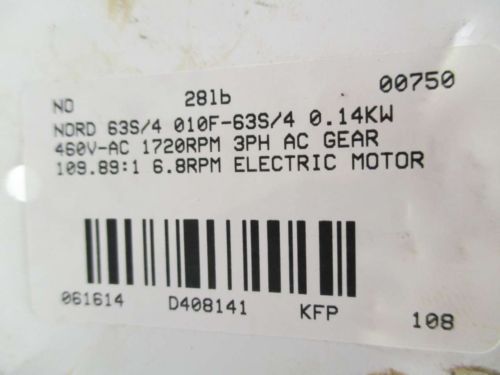 NO 28lb 00750
NORD 63S/4 010F-63S/4 0.14KW
460V-AC 1720RPM 3PH AC GEAR
109.89:1 6.8RPM ELECTRIC MOTOR
061614 D408141 KFP 108